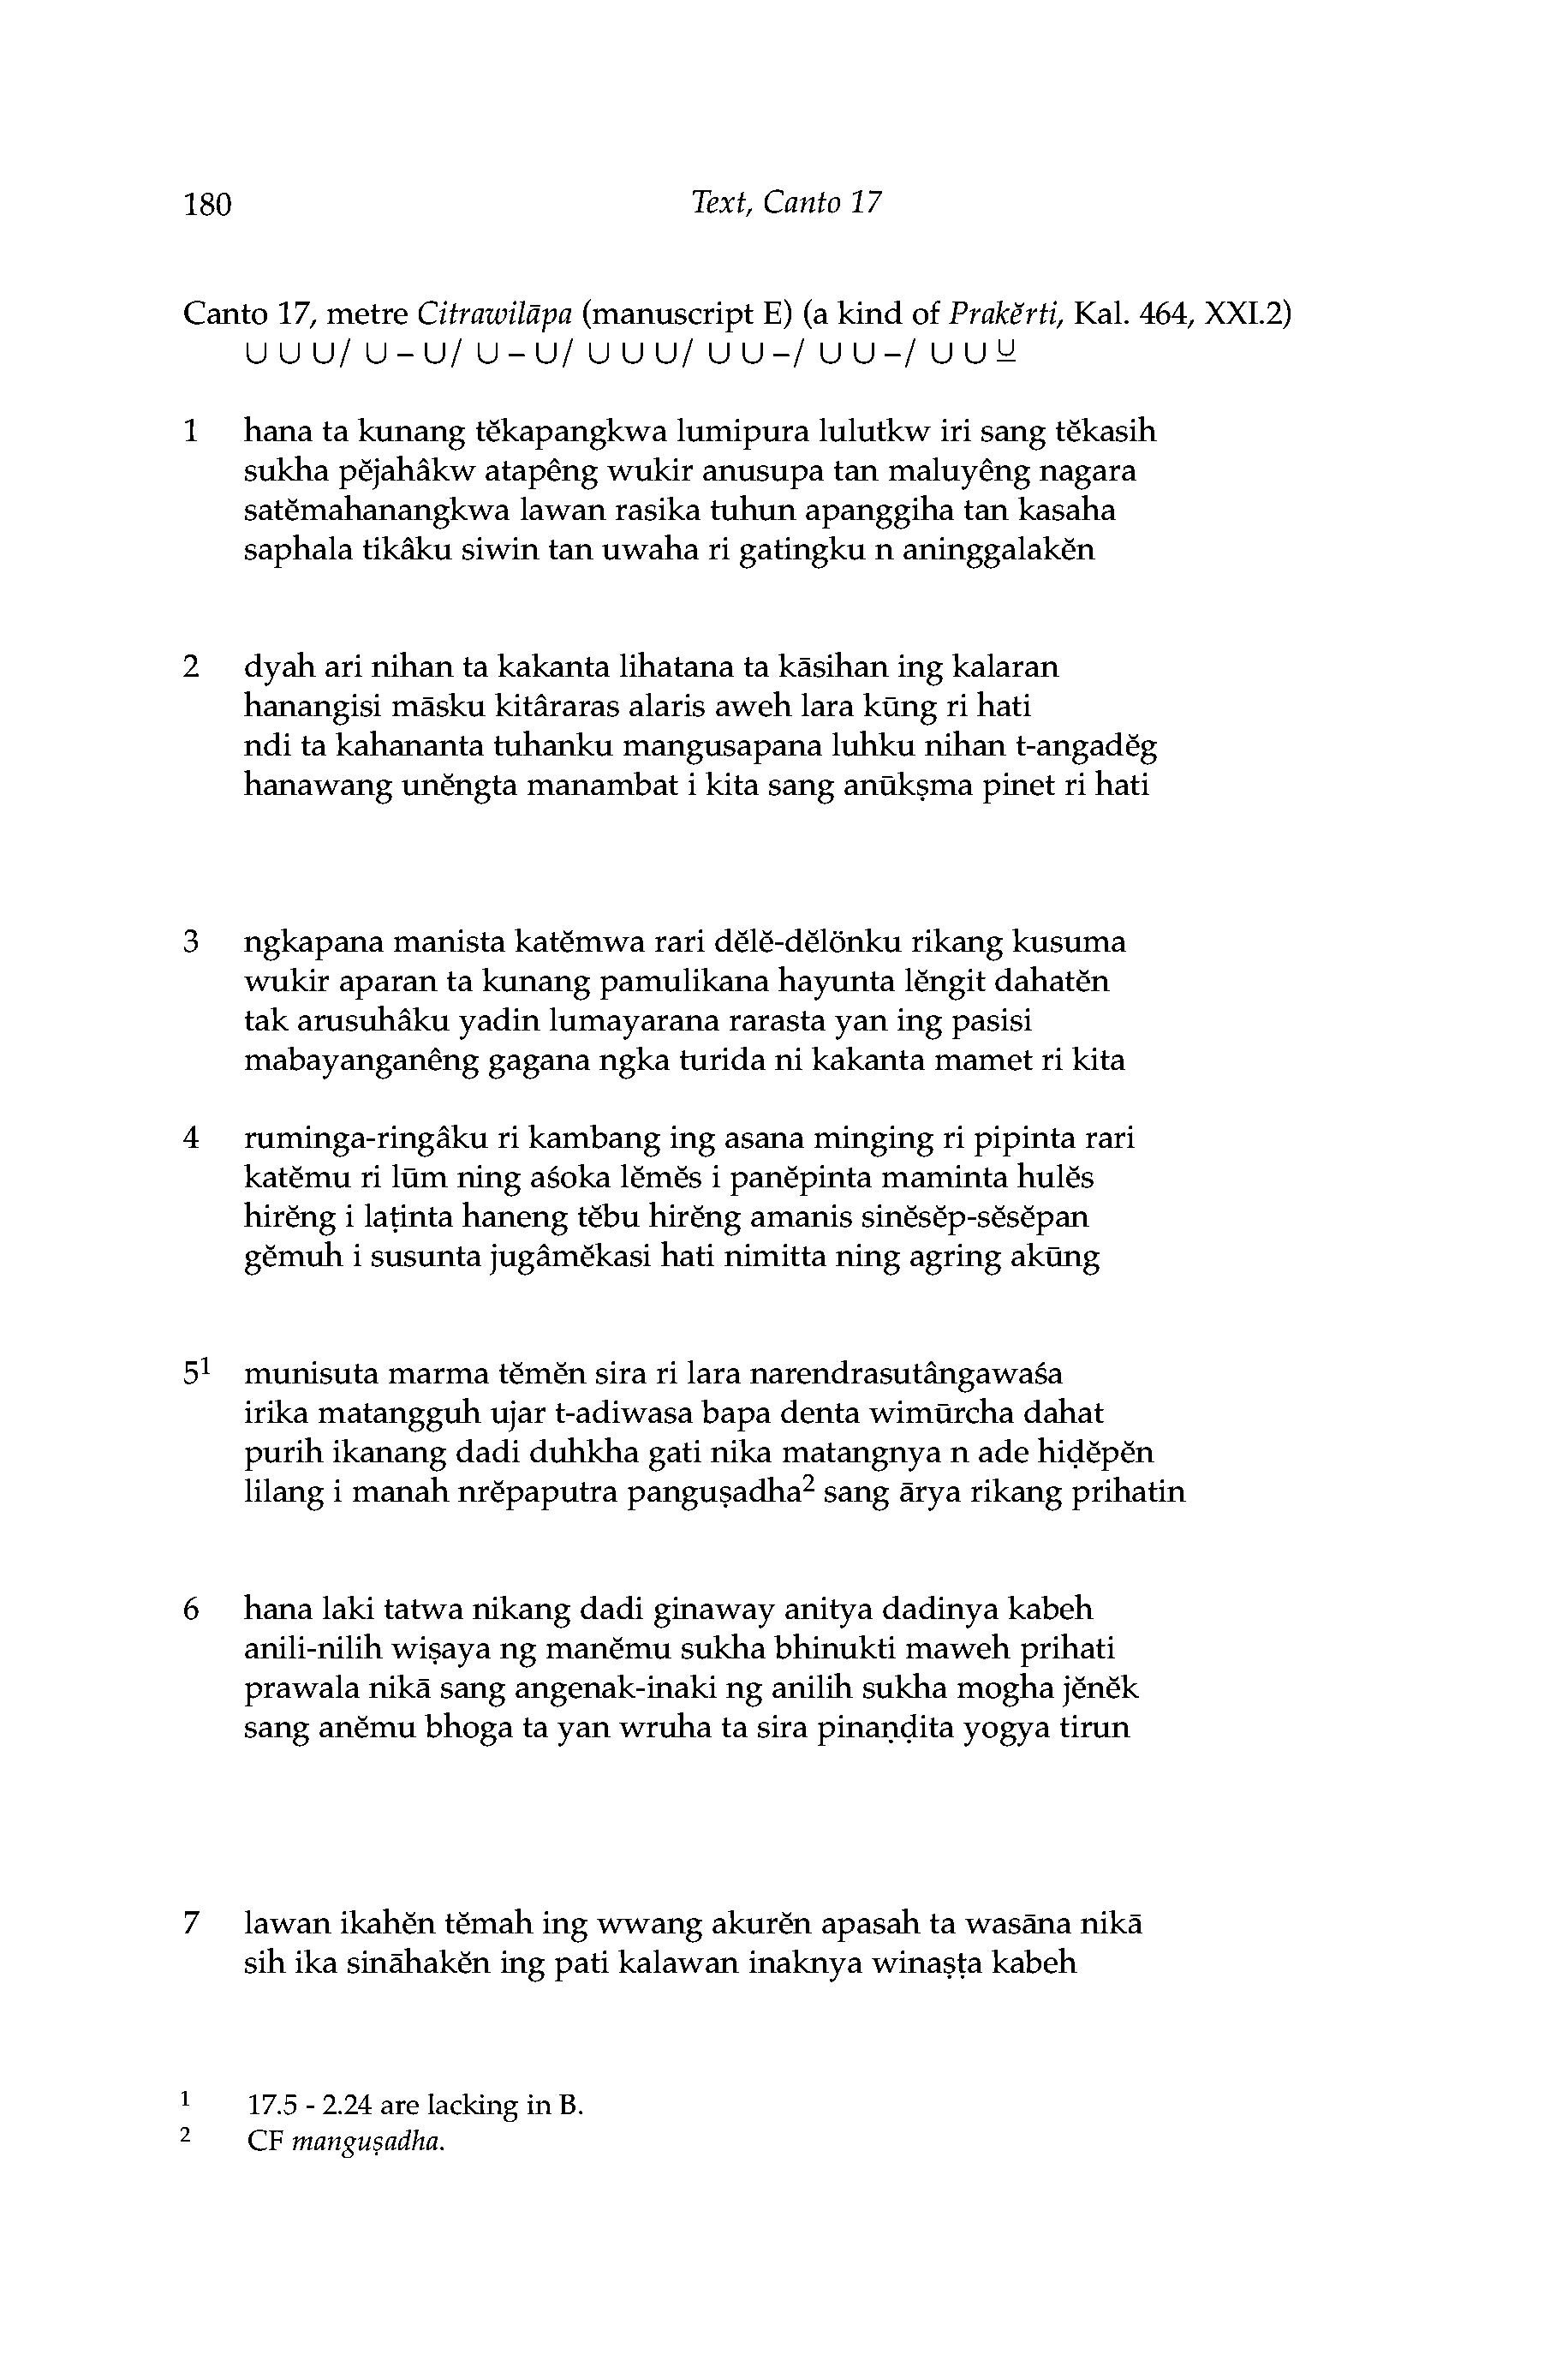 180 Text, Canto 17
Canto 17, metre Citrawilāpa (manuscript E) (a kind of Prakĕrti, Kal. 464, XXI.2)
∪ ∪ ∪/ ∪ – ∪/ ∪ – ∪/ ∪ ∪ ∪/ ∪ ∪ –/ ∪ ∪ –/ ∪ ∪ ⊻
1 hana ta kunang tĕkapangkwa lumipura lulutkw iri sang tĕkasih
sukha pĕjahâkw atapêng wukir anusupa tan maluyêng nagara
satĕmahanangkwa lawan rasika tuhun apanggiha tan kasaha
saphala tikâku siwin tan uwaha ri gatingku n aninggalakĕn
2 dyah ari nihan ta kakanta lihatana ta kāsihan ing kalaran
hanangisi māsku kitâraras alaris aweh lara kūng ri hati
ndi ta kahananta tuhanku mangusapana luhku nihan t-angadĕg
hanawang unĕngta manambat i kita sang anūkṣma pinet ri hati
3 ngkapana manista katĕmwa rari dĕlĕ-dĕlönku rikang kusuma
wukir aparan ta kunang pamulikana hayunta lĕngit dahatĕn
tak arusuhâku yadin lumayarana rarasta yan ing pasisi
mabayanganêng gagana ngka turida ni kakanta mamet ri kita
4 ruminga-ringâku ri kambang ing asana minging ri pipinta rari
katĕmu ri lūm ning aśoka lĕmĕs i panĕpinta maminta hulĕs
hirĕng i laṭinta haneng tĕbu hirĕng amanis sinĕsĕp-sĕsĕpan
gĕmuh i susunta jugâmĕkasi hati nimitta ning agring akūng
5¹ munisuta marma tĕmĕn sira ri lara narendrasutângawaśa
irika matangguh ujar t-adiwasa bapa denta wimūrcha dahat
purih ikanang dadi duhkha gati nika matangnya n ade hiḍĕpĕn
lilang i manah nrĕpaputra panguṣadha² sang ārya rikang prihatin
6 hana laki tatwa nikang dadi ginaway anitya dadinya kabeh
anili-nilih wiṣaya ng manĕmu sukha bhinukti maweh prihati
prawala nikā sang angenak-inaki ng anilih sukha mogha jĕnĕk
sang anĕmu bhoga ta yan wruha ta sira pinaṇḍita yogya tirun
7 lawan ikahĕn tĕmah ing wwang akurĕn apasah ta wasāna nikā
sih ika sināhakĕn ing pati kalawan inaknya winaṣṭa kabeh
1 17.5 - 2.24 are lacking in B.
2 CF manguṣadha.